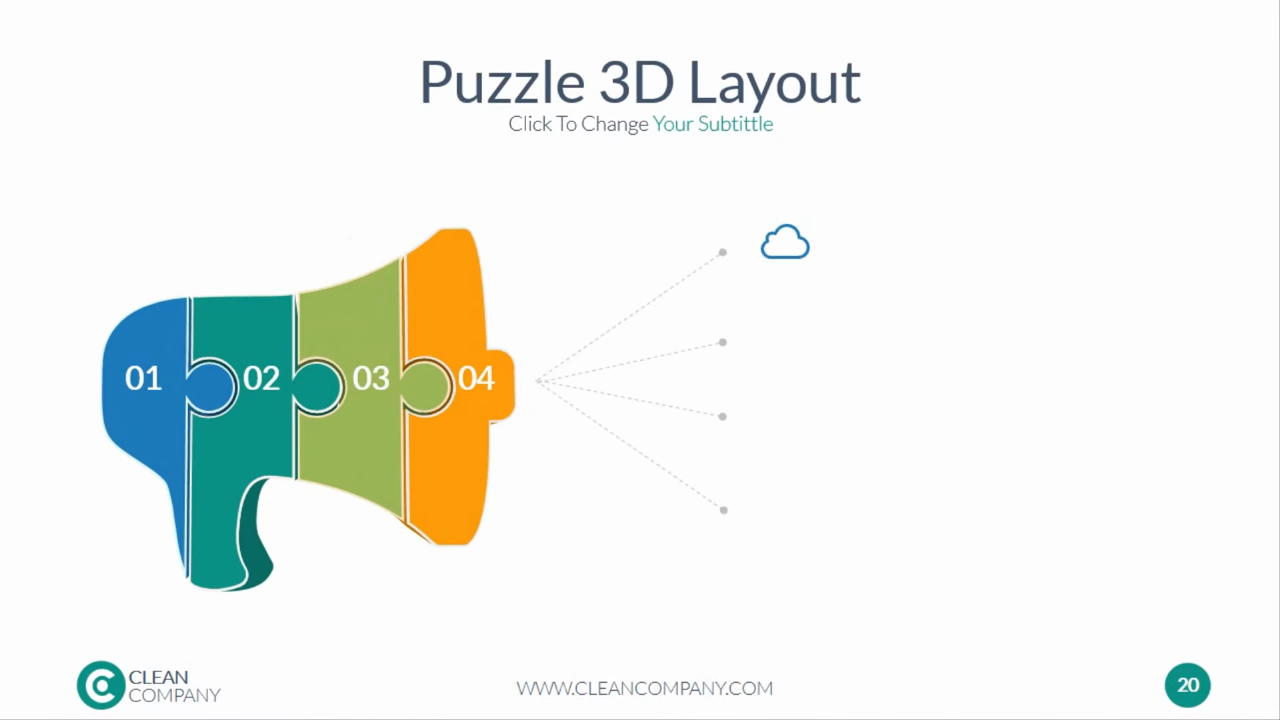 Puzzle 3D Layout
Click To Change Your Subtittle
01 02 03 04
CLEAN
COMPANY
WWW.CLEANCOMPANY.COM
20